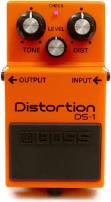 CHECK
LEVEL
TONE DIST
OUTPUT INPUT
Distortion
DS-1
BOSS